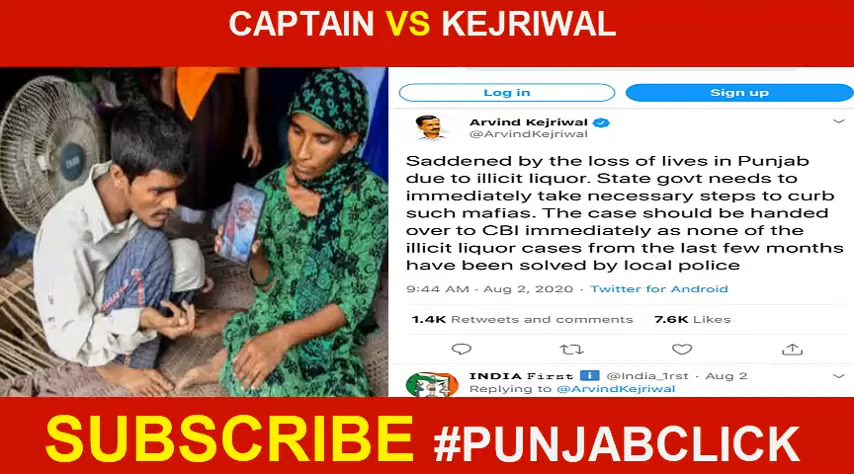 CAPTAIN VS KEJRIWAL
Log in
Sign up
Arvind Kejriwal
@ArvindKejriwal
Saddened by the loss of lives in Punjab
due to illicit liquor. State govt needs to
immediately take necessary steps to curb
such mafias. The case should be handed
over to CBI immediately as none of the
illicit liquor cases from the last few months
have been solved by local police
9:44 AM · Aug 2, 2020 · Twitter for Android
1.4K Retweets and comments 7.6K Likes
INDIA First ℹ @India_1rst · Aug 2
Replying to @ArvindKejriwal
SUBSCRIBE #PUNJABCLICK